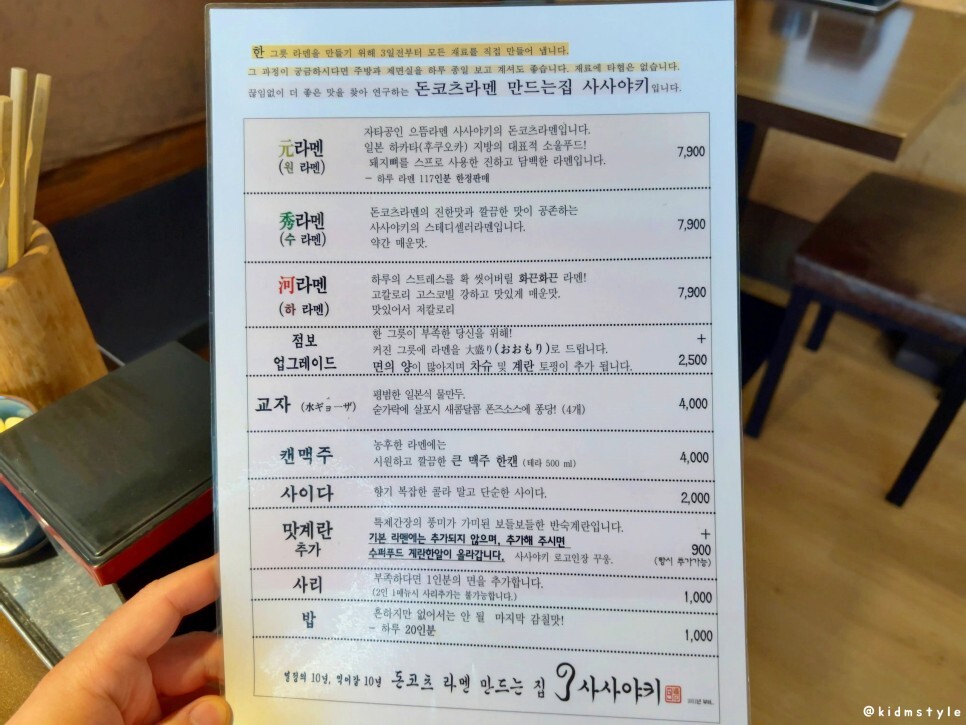 한 그릇 라멘을 만들기 위해 3일전부터 모든 재료를 직접 만들어 냅니다.
그 과정이 궁금하시다면 주방과 제면실을 하루 종일 보고 계셔도 좋습니다. 재료에 타협은 없습니다.
끊임없이 더 좋은 맛을 찾아 연구하는 돈코츠라멘 만드는집 사사야키입니다.
元라멘
(원 라멘)
자타공인 으뜸라멘 사사야키의 돈코츠라멘입니다.
일본 하카타(후쿠오카) 지방의 대표적 소울푸드!
돼지뼈를 스프로 사용한 진하고 담백한 라멘입니다.
- 하루 라멘 117인분 한정판매
7,900
秀라멘
(수 라멘)
돈코츠라멘의 진한맛과 깔끔한 맛이 공존하는
사사야키의 스테디셀러라멘입니다.
약간 매운맛.
7,900
河라멘
(하 라멘)
하루의 스트레스를 확 씻어버릴 화끈화끈 라멘!
고칼로리 고스코빌 강하고 맛있게 매운맛.
맛있어서 저칼로리
7,900
점보
업그레이드
한 그릇이 부족한 당신을 위해!
커진 그릇에 라멘을 大盛り(おおもり)로 드립니다.
면의 양이 많아지며 차슈 및 계란 토핑이 추가 됩니다.
+
2,500
교자 (水ギョーザ)
평범한 일본식 물만두.
숟가락에 살포시 새콤달콤 폰즈소스에 퐁당! (4개)
4,000
캔맥주
농후한 라멘에는
시원하고 깔끔한 큰 맥주 한캔 (테라 500 ml)
4,000
사이다
향기 복잡한 콜라 말고 단순한 사이다.
2,000
맛계란
추가
특제간장의 풍미가 가미된 보들보들한 반숙계란입니다.
기본 라멘에는 추가되지 않으며, 추가해 주시면
수퍼푸드 계란한알이 올라갑니다. 사사야키 로고인장 꾸웅.
+
900
(항시 추가가능)
사리
부족하다면 1인분의 면을 추가합니다.
(2인 1메뉴시 사리추가는 불가능합니다.)
1,000
밥
흔하지만 없어서는 안 될 마지막 감칠맛!
- 하루 20인분
1,000
돈코츠 라멘 만드는 집 사사야키
@kidmstyle